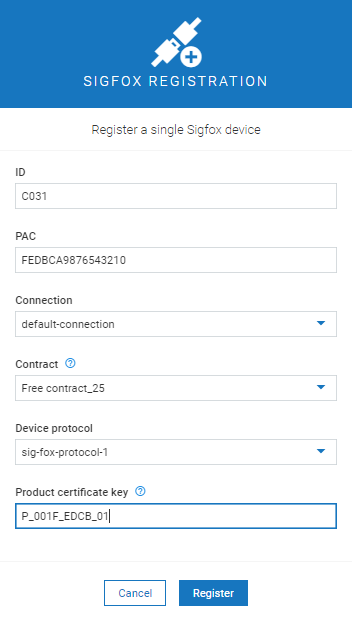 SIGFOX REGISTRATION
Register a single Sigfox device
ID
C031
PAC
FEDBCA9876543210
Connection
default-connection
Contract
Free contract_25
Device protocol
sig-fox-protocol-1
Product certificate key
P_001F_EDCB_01
Cancel Register